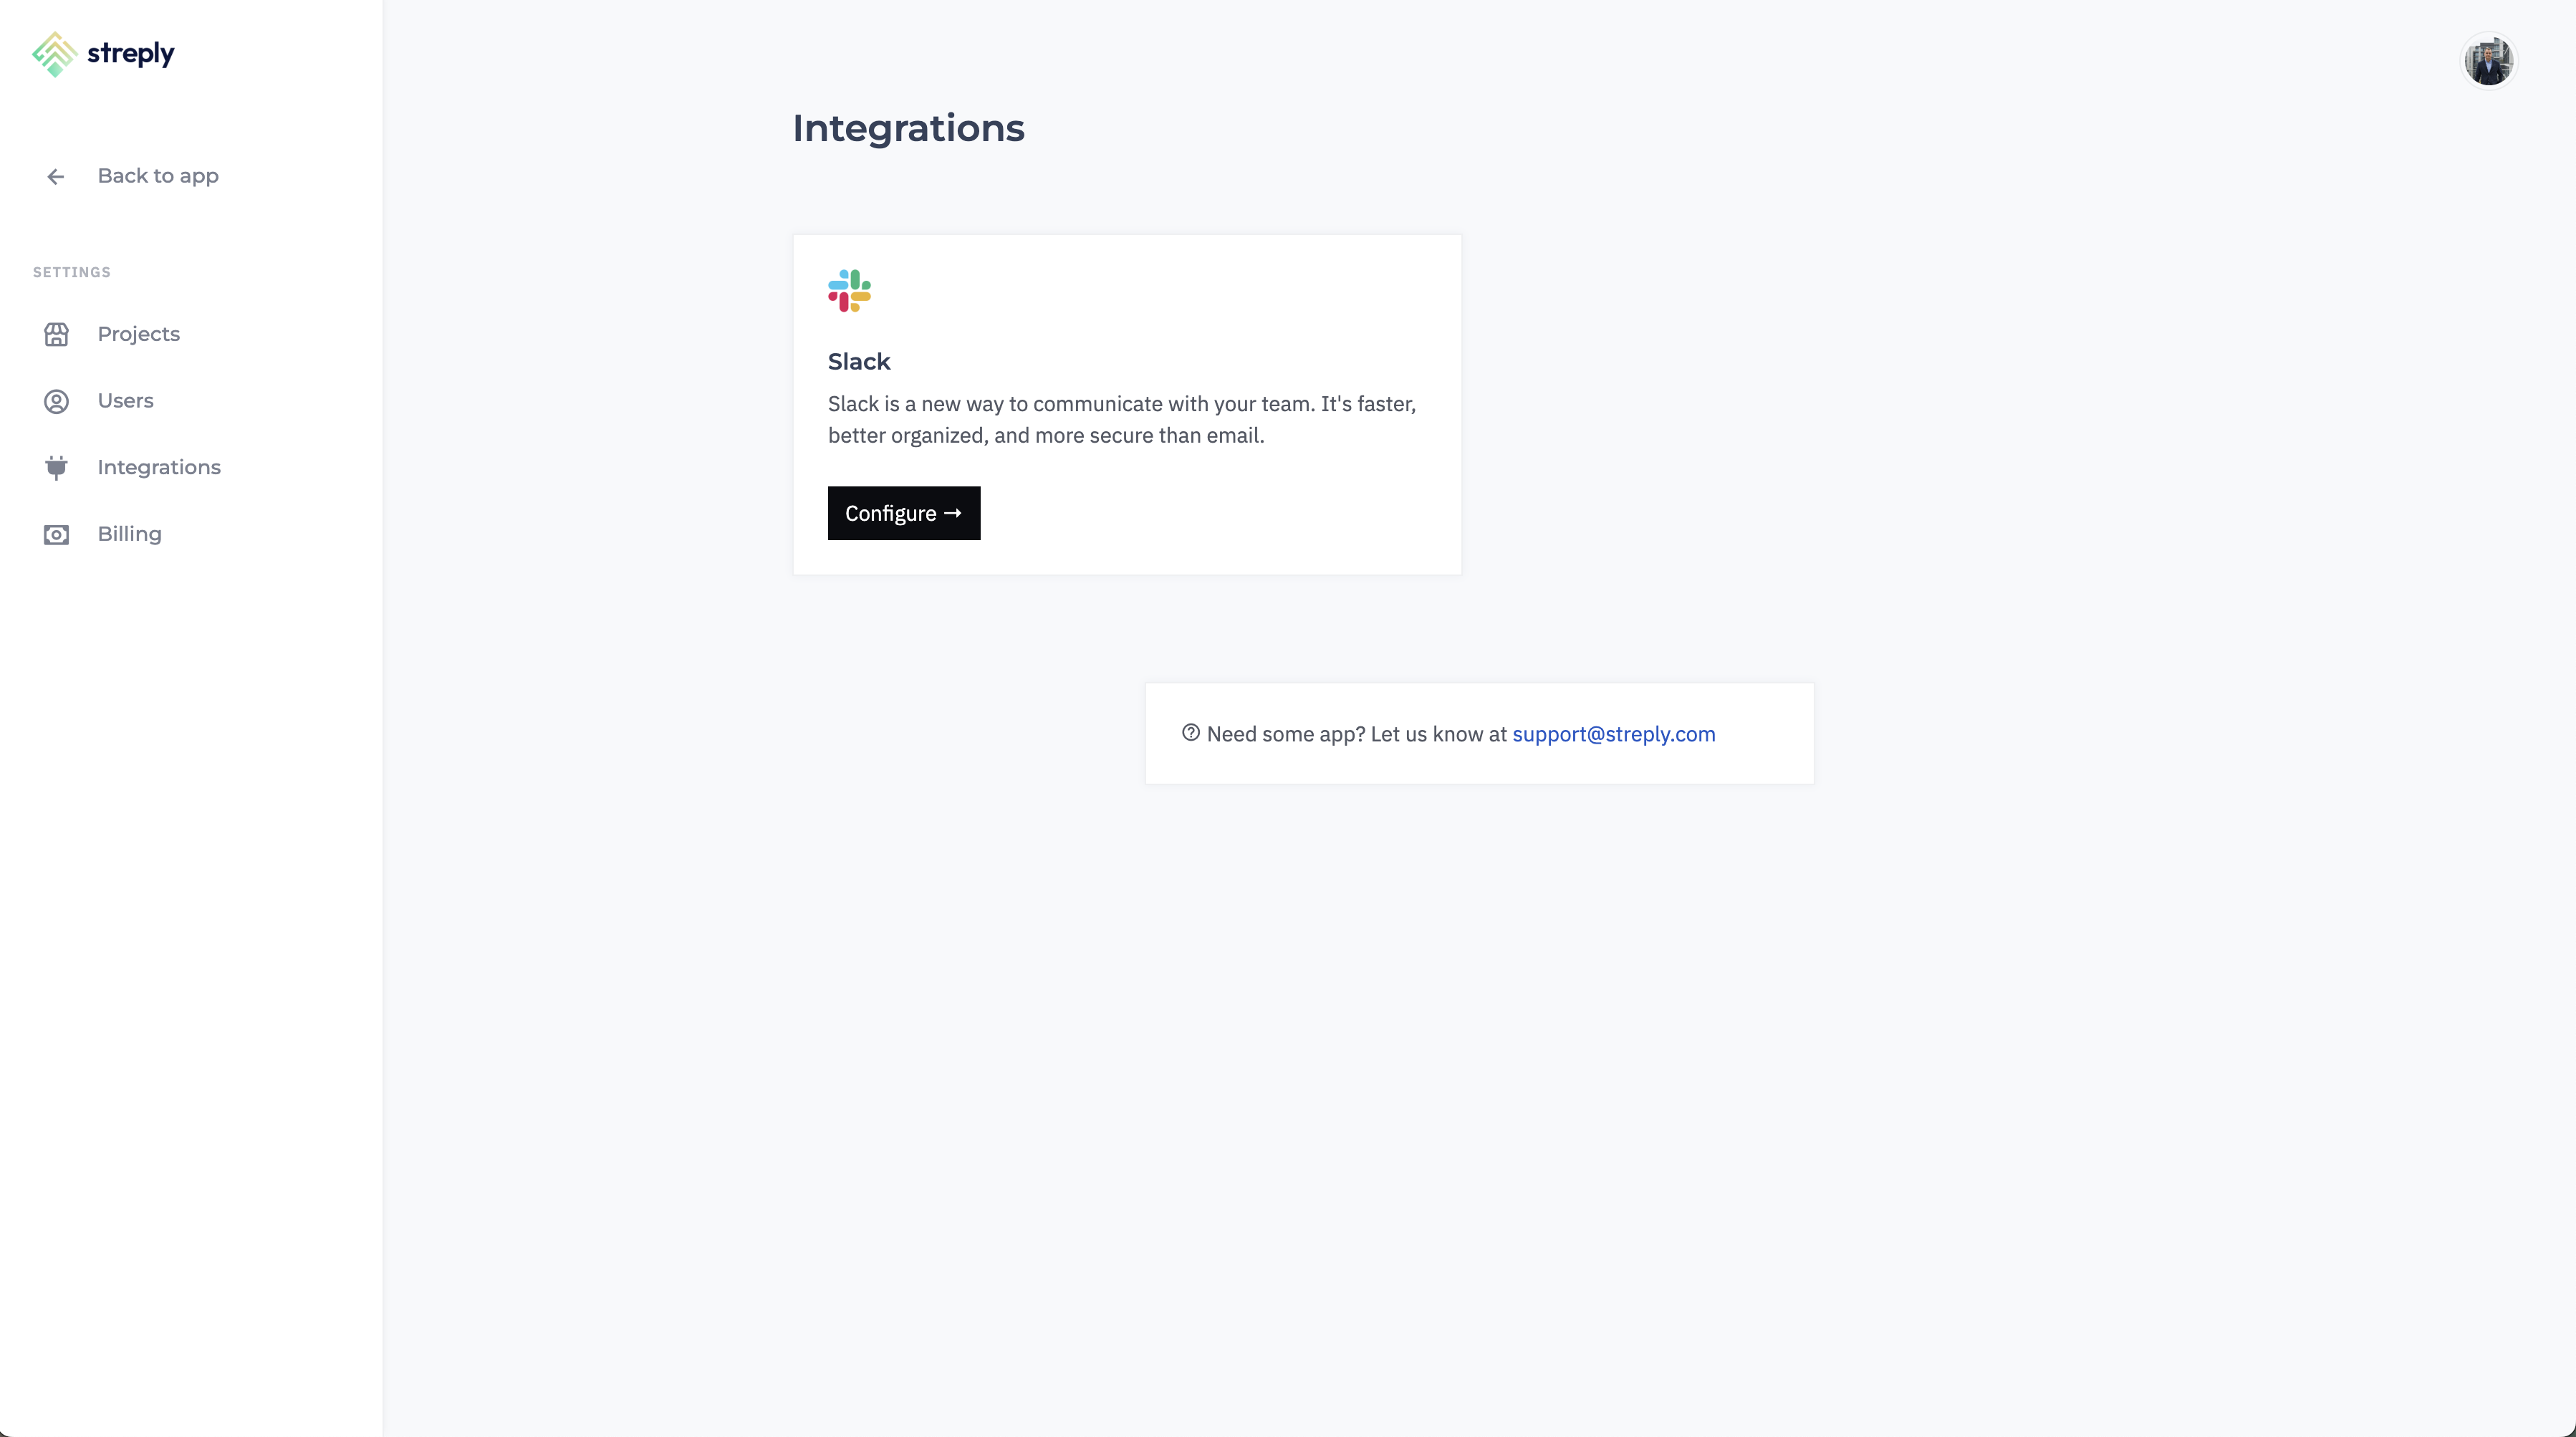 streply
Back to app
SETTINGS
Projects
Users
Integrations
Billing
Integrations
Slack
Slack is a new way to communicate with your team. It's faster,
better organized, and more secure than email.
Configure →
Need some app? Let us know at support@streply.com